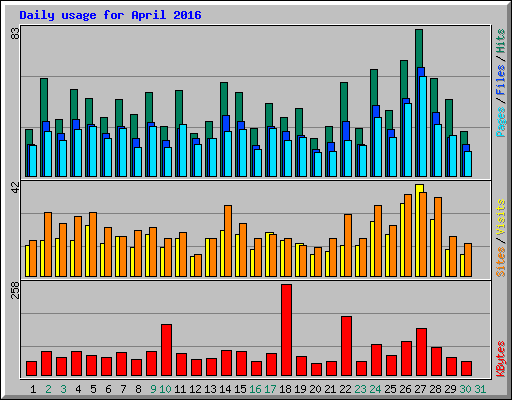 Daily usage for April 2016
83
Pages / Files / Hits
42
Sites / Visits
258
KBytes
1 2 3 4 5 6 7 8 9 10 11 12 13 14 15 16 17 18 19 20 21 22 23 24 25 26 27 28 29 30 31